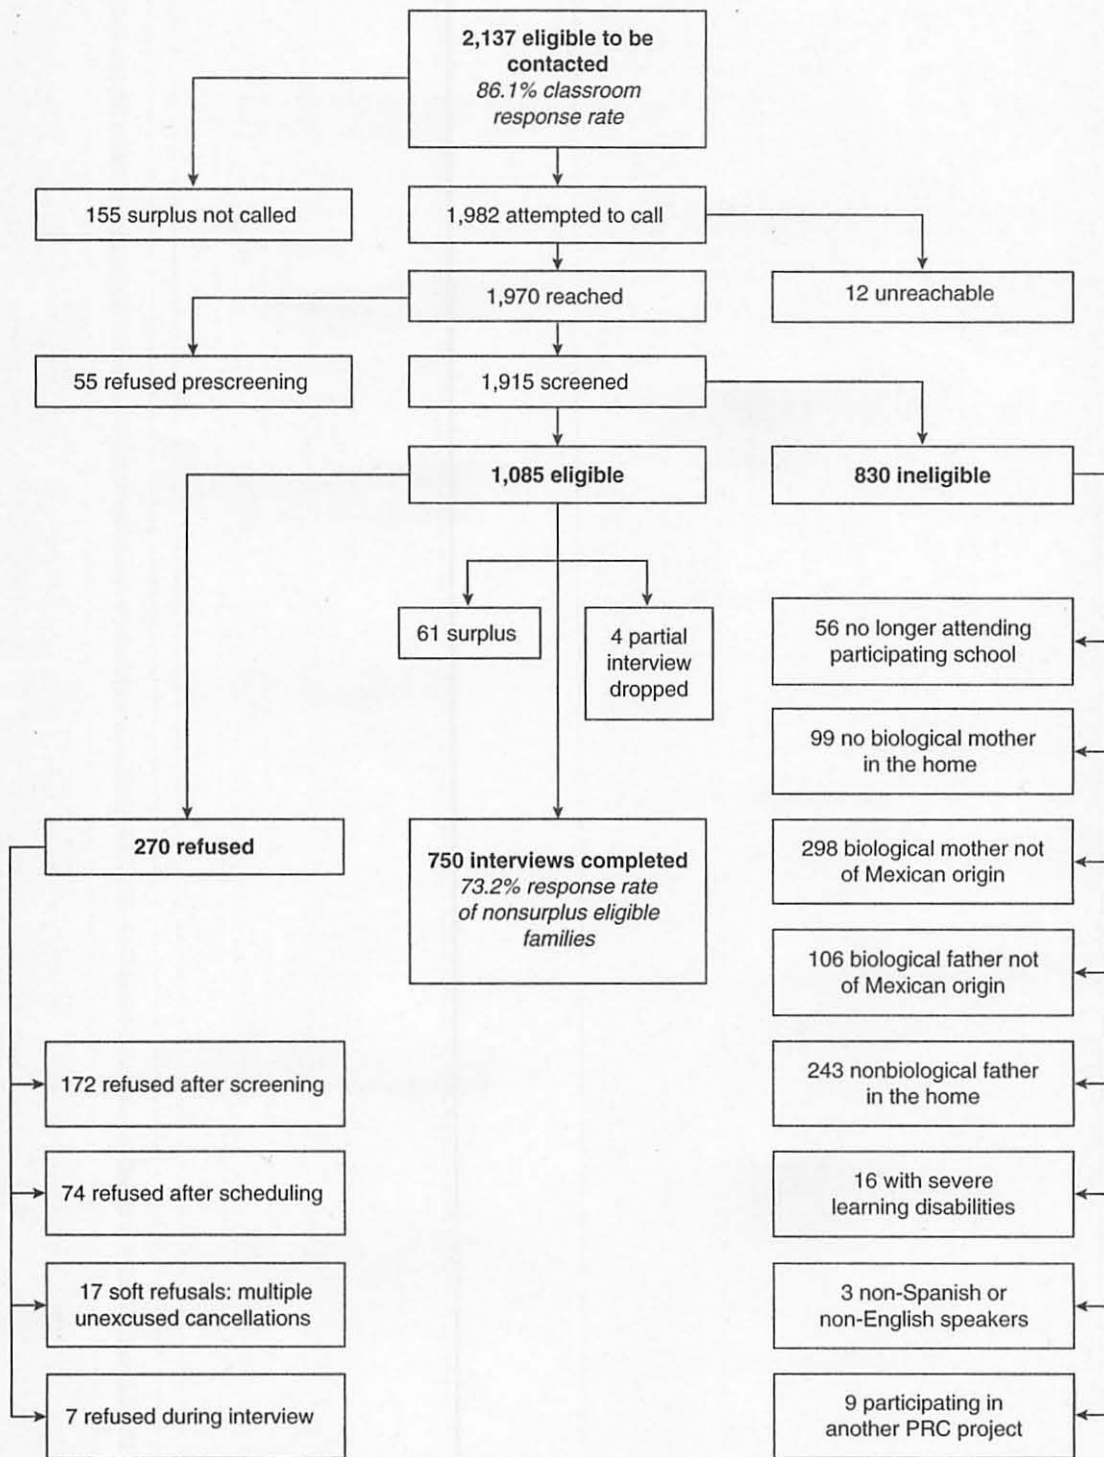 2,137 eligible to be
contacted
86.1% classroom
response rate
155 surplus not called
1,982 attempted to call
1,970 reached
12 unreachable
55 refused prescreening
1,915 screened
1,085 eligible
830 ineligible
61 surplus
4 partial
interview
dropped
56 no longer attending
participating school
99 no biological mother
in the home
270 refused
750 interviews completed
73.2% response rate
of nonsurplus eligible
families
298 biological mother not
of Mexican origin
106 biological father not
of Mexican origin
172 refused after screening
243 nonbiological father
in the home
74 refused after scheduling
16 with severe
learning disabilities
17 soft refusals: multiple
unexcused cancellations
3 non-Spanish or
non-English speakers
7 refused during interview
9 participating in
another PRC project